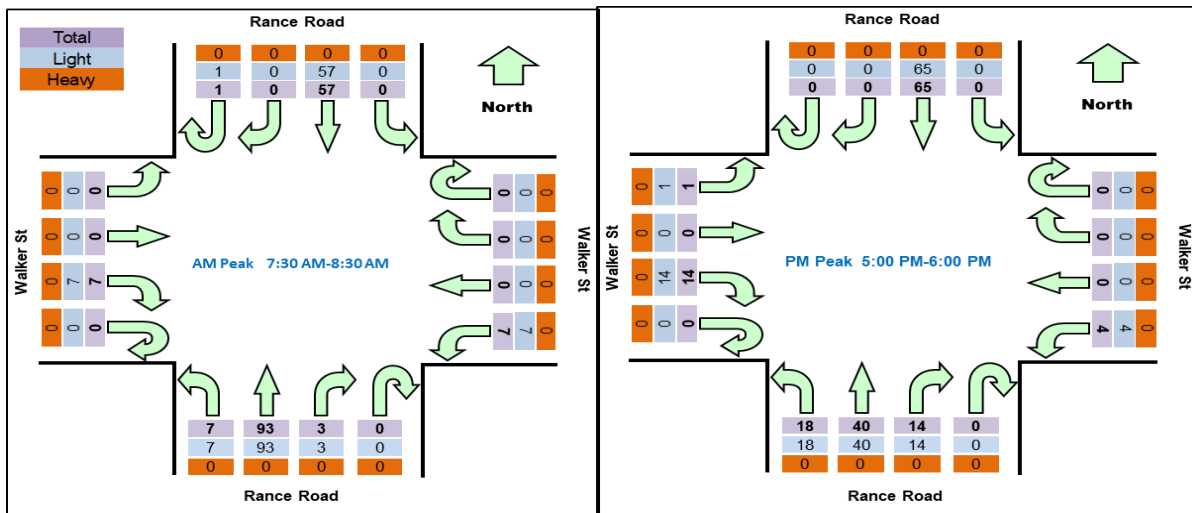 Rance Road
Total
Light
Heavy
0 0 0 0
1 0 57 0
1 0 57 0
North
Walker St
0 0 0
0 0 0
0 7 7
0 0 0
AM Peak 7:30 AM-8:30 AM
0 0 0
0 0 0
0 0 0
7 7 0
Walker St
7 93 3 0
7 93 3 0
0 0 0 0
Rance Road
Rance Road
0 0 0 0
0 0 65 0
0 0 65 0
North
Walker St
0 1 1
0 0 0
0 14 14
0 0 0
PM Peak 5:00 PM-6:00 PM
0 0 0
0 0 0
0 0 0
4 4 0
Walker St
18 40 14 0
18 40 14 0
0 0 0 0
Rance Road